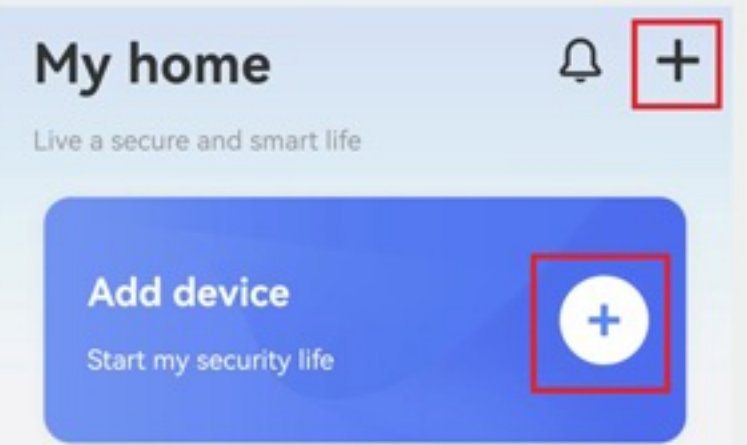 My home
Live a secure and smart life
Add device
Start my security life